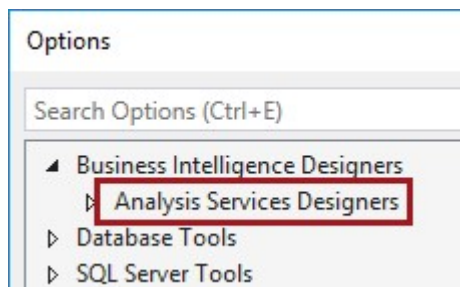 Options
Search Options (Ctrl+E)
Business Intelligence Designers
Analysis Services Designers
Database Tools
SQL Server Tools